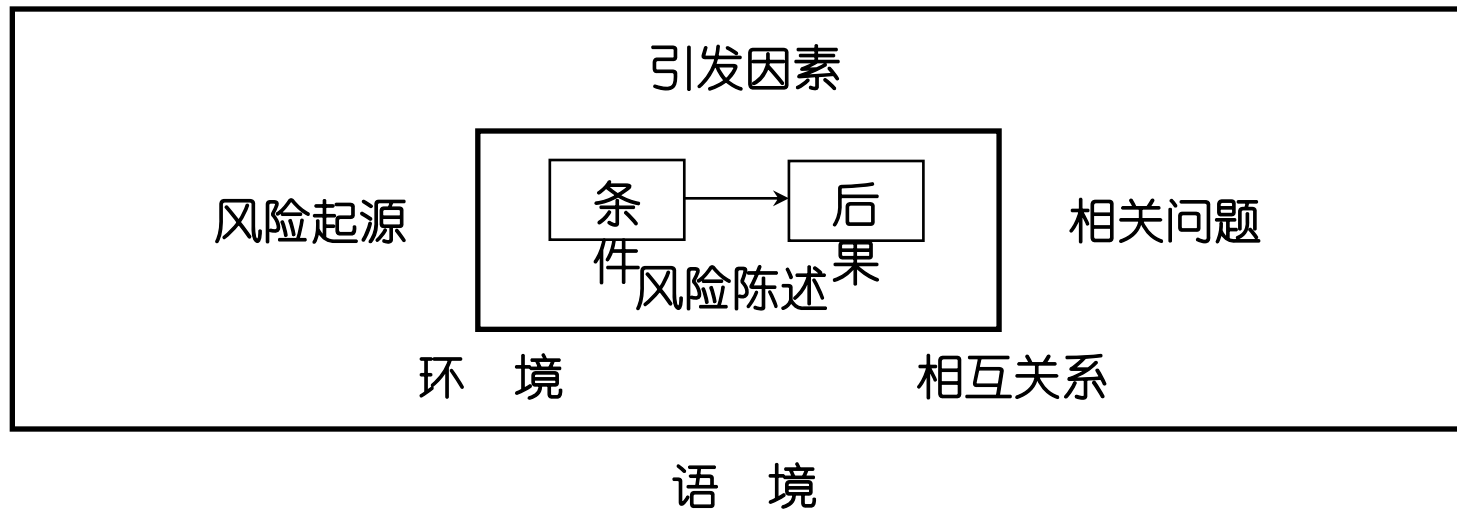 引发因素
条件
后果
风险起源
相关问题
风险陈述
环 境
相互关系
语 境